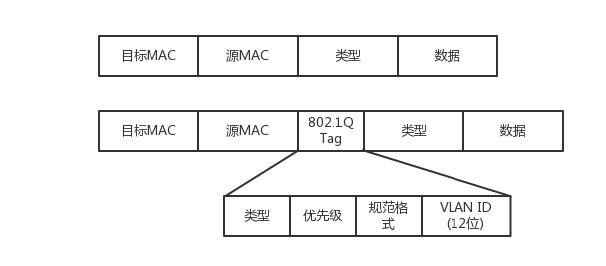 目标MAC 源MAC 类型 数据
目标MAC 源MAC 802.1Q Tag 类型 数据
类型 优先级 规范格式 VLAN ID (12位)